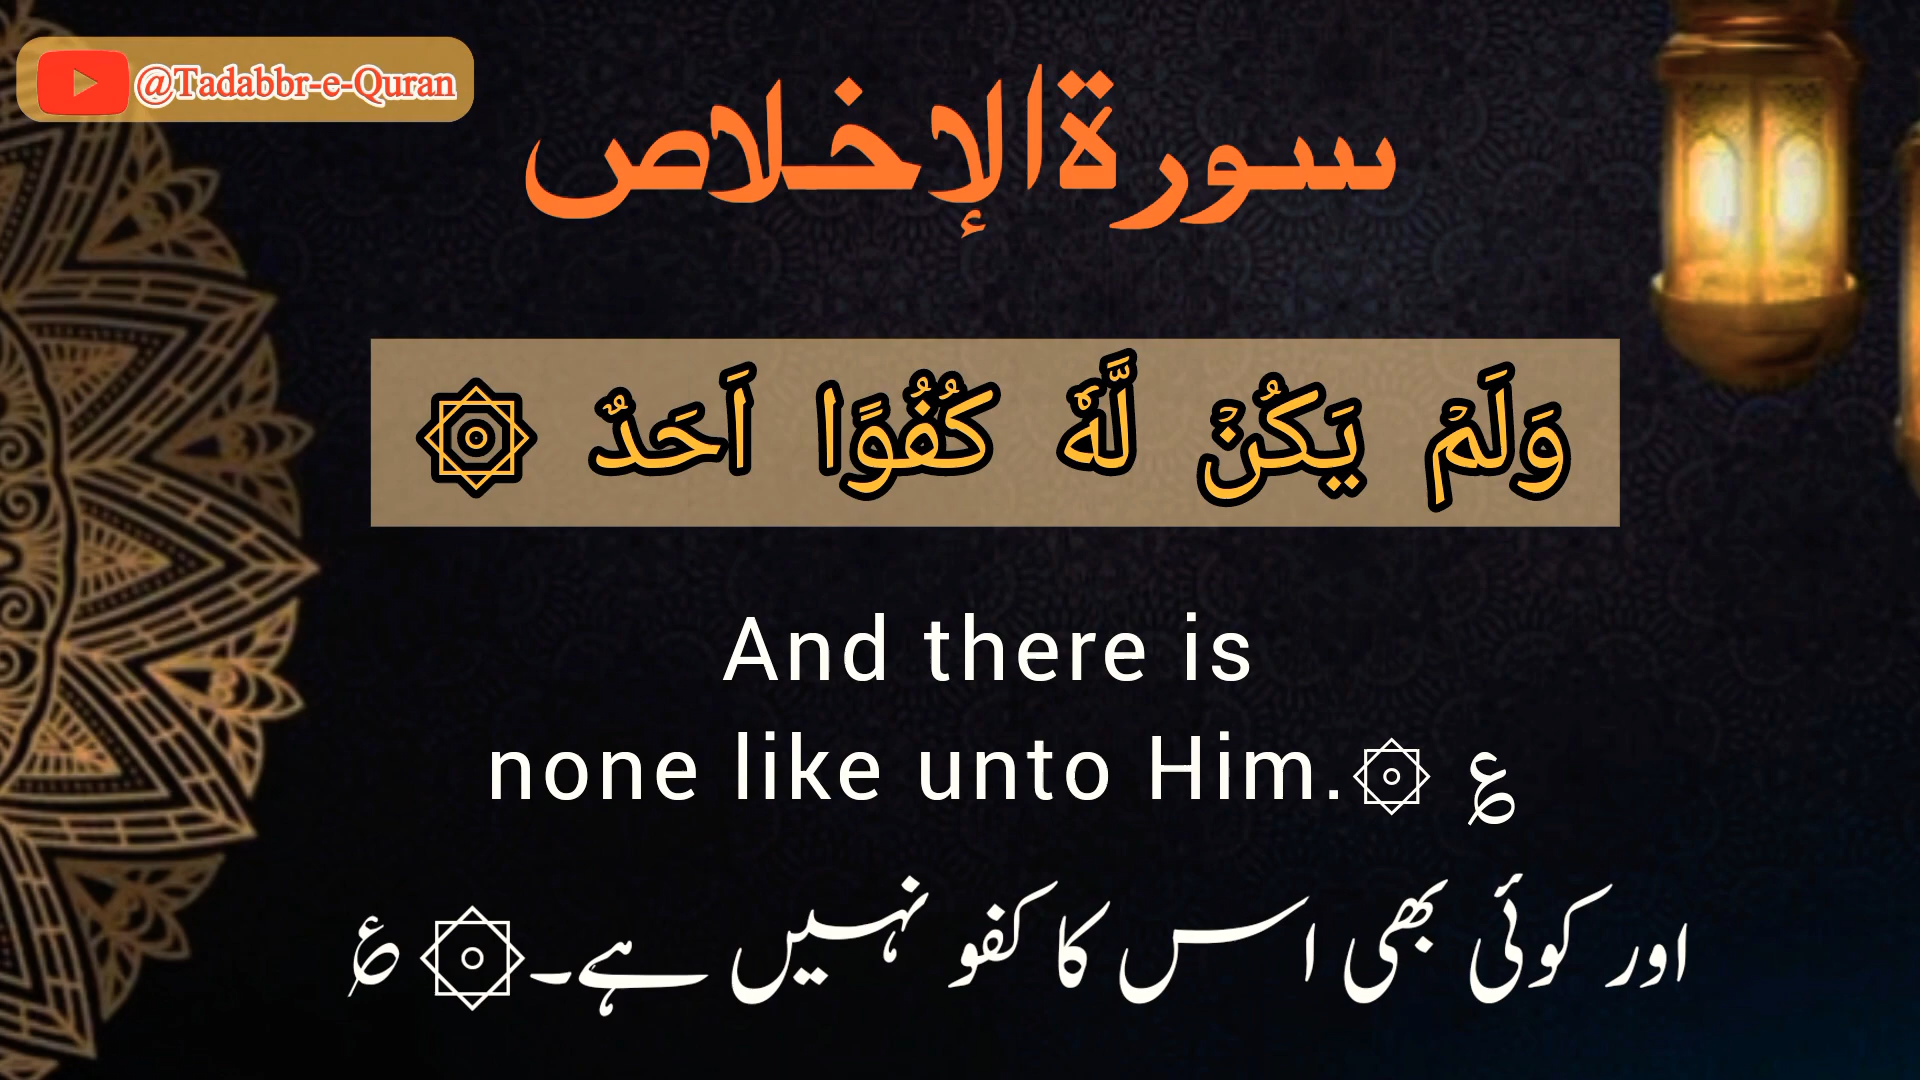 @Tadabbr-e-Quran
سورة الإخلاص
وَلَمْ يَكُنْ لَّهٗ كُفُوًا اَحَدٌ ۞
And there is
none like unto Him.۞ ؏
اور کوئی بھی اس کا کفو نہیں ہے۔۞ ؏